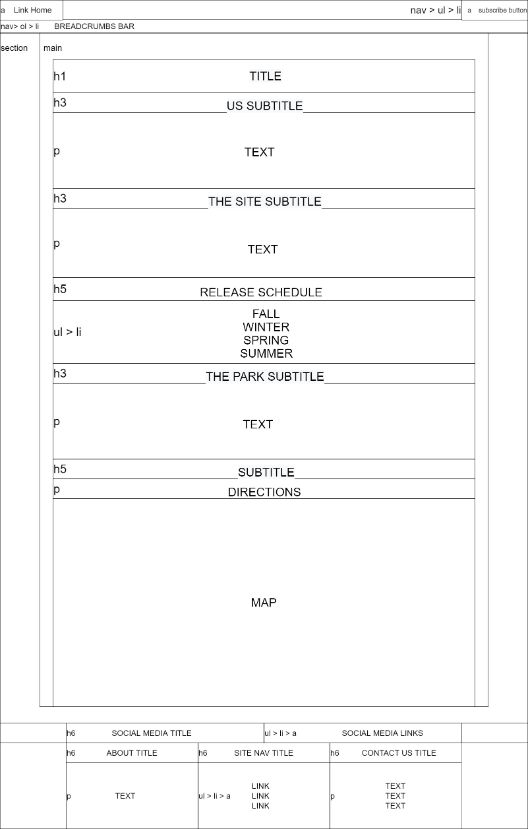 a Link Home nav > ul > li a subscribe button
nav> ol > li BREADCRUMBS BAR
section main
h1 TITLE
h3 US SUBTITLE
p TEXT
h3 THE SITE SUBTITLE
p TEXT
h5 RELEASE SCHEDULE
FALL
WINTER
ul > li
SPRING
SUMMER
h3 THE PARK SUBTITLE
p TEXT
h5 SUBTITLE
p DIRECTIONS
MAP
h6 SOCIAL MEDIA TITLE ul > li > a SOCIAL MEDIA LINKS
h6 ABOUT TITLE h6 SITE NAV TITLE h6 CONTACT US TITLE
LINK TEXT
p TEXT ul > li > a LINK p TEXT
LINK TEXT